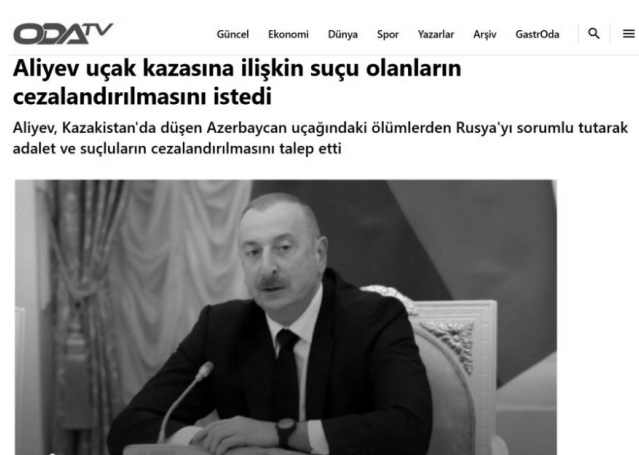 ODATV
Güncel Ekonomi Dünya Spor Yazarlar Arşiv GastrOda
Aliyev uçak kazasına ilişkin suçu olanların
cezalandırılmasını istedi
Aliyev, Kazakistan'da düşen Azerbaycan uçağındaki ölümlerden Rusya'yı sorumlu tutarak
adalet ve suçluların cezalandırılmasını talep etti